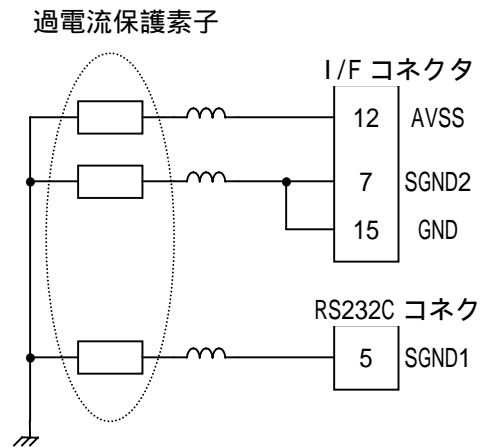 過電流保護素子
I/F コネクタ
12 AVSS
7 SGND2
15 GND
RS232C コネク
5 SGND1